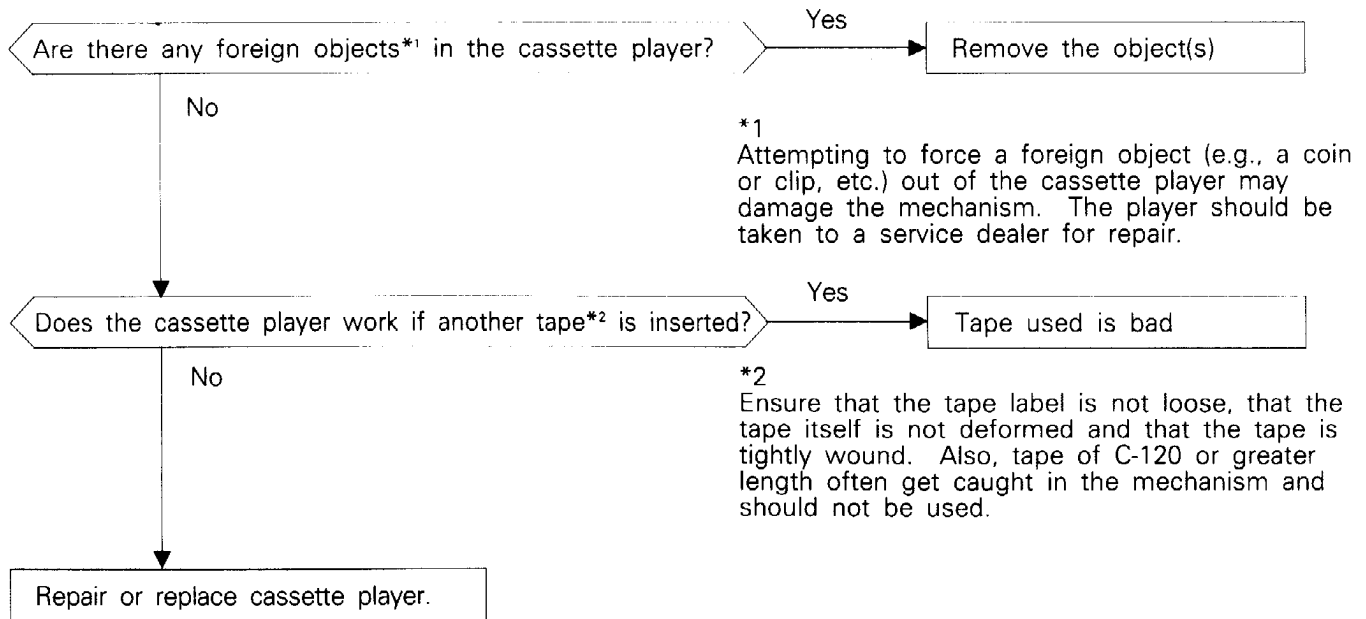 Yes
Are there any foreign objects*1 in the cassette player?
Remove the object(s)
No
*1
Attempting to force a foreign object (e.g., a coin
or clip, etc.) out of the cassette player may
damage the mechanism. The player should be
taken to a service dealer for repair.
Yes
Does the cassette player work if another tape*2 is inserted?
Tape used is bad
No
*2
Ensure that the tape label is not loose, that the
tape itself is not deformed and that the tape is
tightly wound. Also, tape of C-120 or greater
length often get caught in the mechanism and
should not be used.
Repair or replace cassette player.